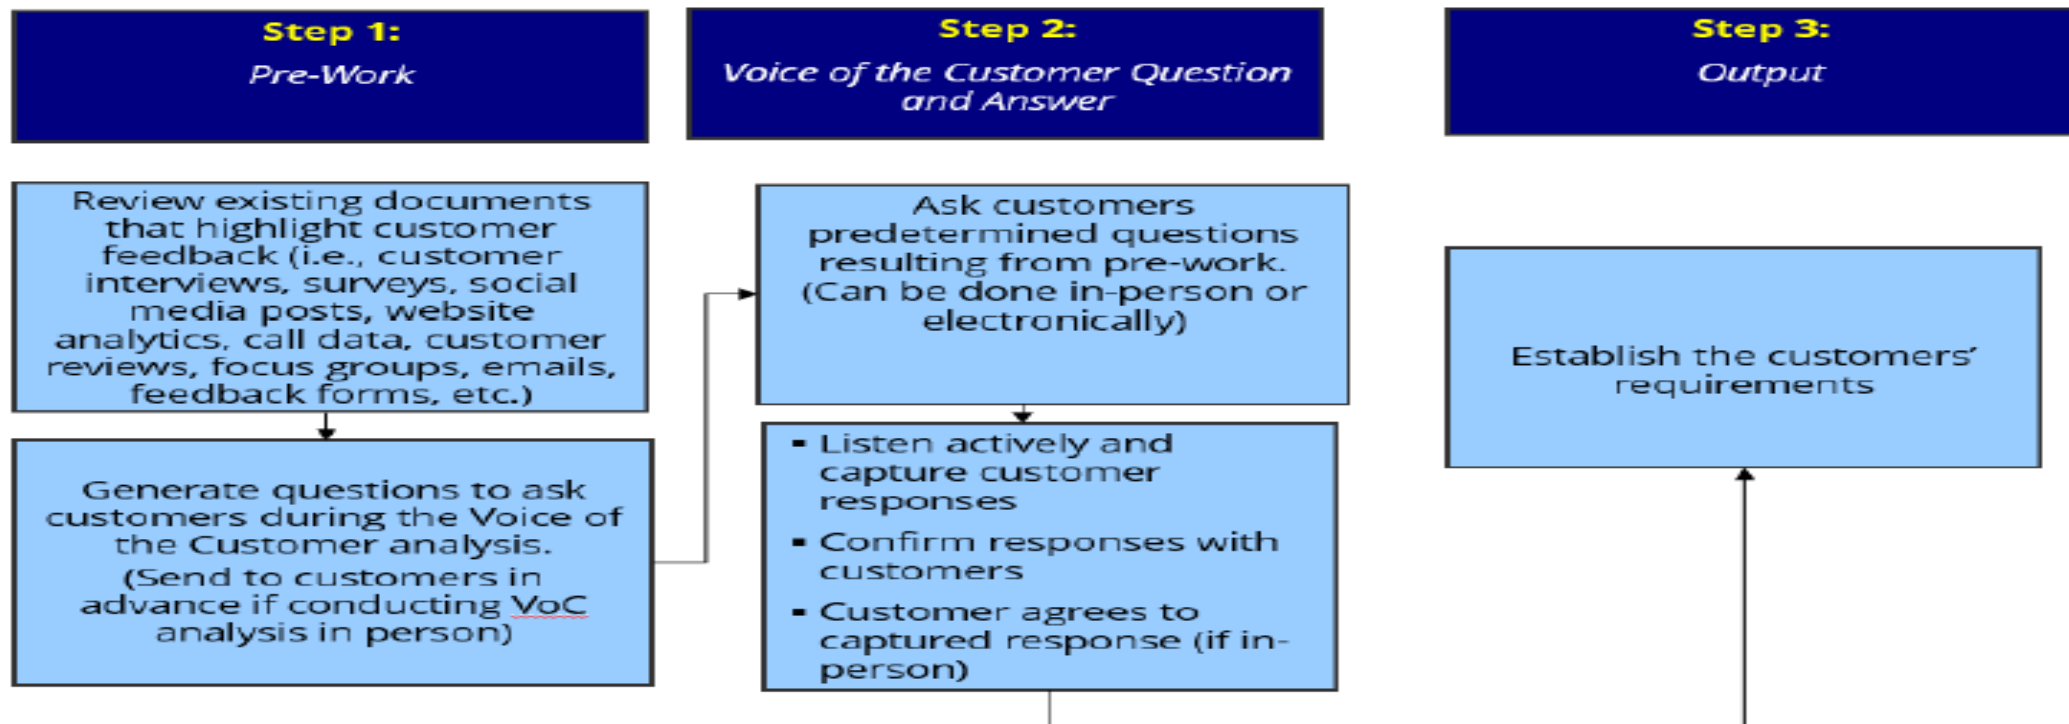 Step 1:
Pre-Work
Review existing documents
that highlight customer
feedback (i.e., customer
interviews, surveys, social
media posts, website
analytics, call data, customer
reviews, focus groups, emails,
feedback forms, etc.)
Generate questions to ask
customers during the Voice of
the Customer analysis.
(Send to customers in
advance if conducting VoC
analysis in person)
Step 2:
Voice of the Customer Question
and Answer
Ask customers
predetermined questions
resulting from pre-work.
(Can be done in-person or
electronically)
▪ Listen actively and
capture customer
responses
▪ Confirm responses with
customers
▪ Customer agrees to
captured response (if in-
person)
Step 3:
Output
Establish the customers’
requirements